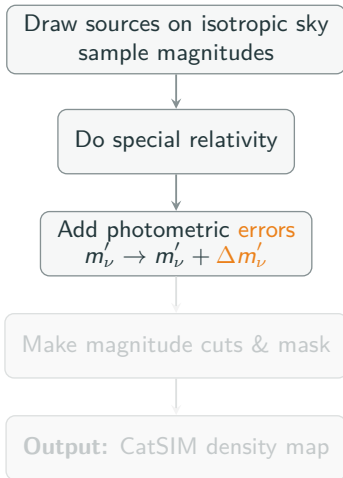 Draw sources on isotropic sky
sample magnitudes
Do special relativity
Add photometric errors
m′ν → m′ν + Δm′ν
Make magnitude cuts & mask
Output: CatSIM density map